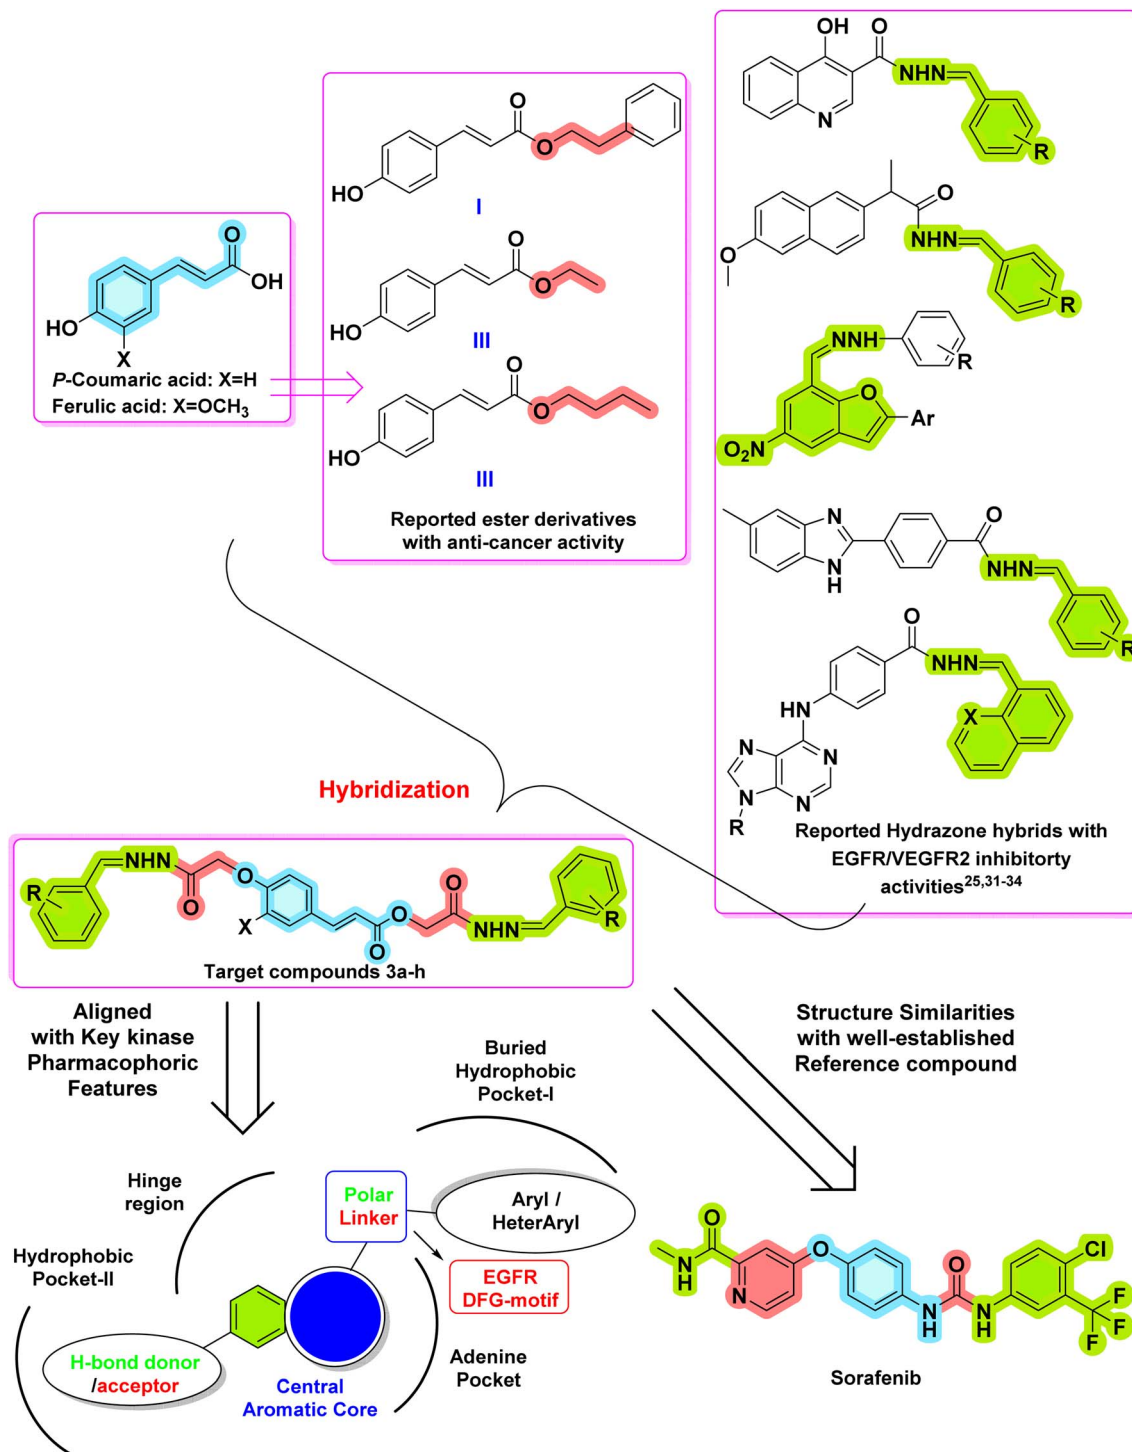 OH
O
NHN
N
R
O
O
HO
I
O
NHN
O
R
O
OH
HO
X
P-Coumaric acid: X=H
Ferulic acid: X=OCH3
O
O
HO
III
NNH
R
O
Ar
O2N
O
O
HO
III
Reported ester derivatives
with anti-cancer activity
N
N
H
O
NHN
R
O
NHN
X
HN
N
N
N
N
R
Reported Hydrazone hybrids with
EGFR/VEGFR2 inhibitorty
activities25,31-34
Hybridization
R
NHN
O
O
X
O
O
O
NHN
R
Target compounds 3a-h
Aligned
with Key kinase
Pharmacophoric
Features
Structure Similarities
with well-established
Reference compound
Buried
Hydrophobic
Pocket-I
Hinge
region
Polar
Linker
Aryl /
HeterAryl
Hydrophobic
Pocket-II
EGFR
DFG-motif
H-bond donor
/acceptor
Central
Aromatic Core
Adenine
Pocket
O
N
H
N
O
N
H
O
N
H
Cl
F
F
F
Sorafenib